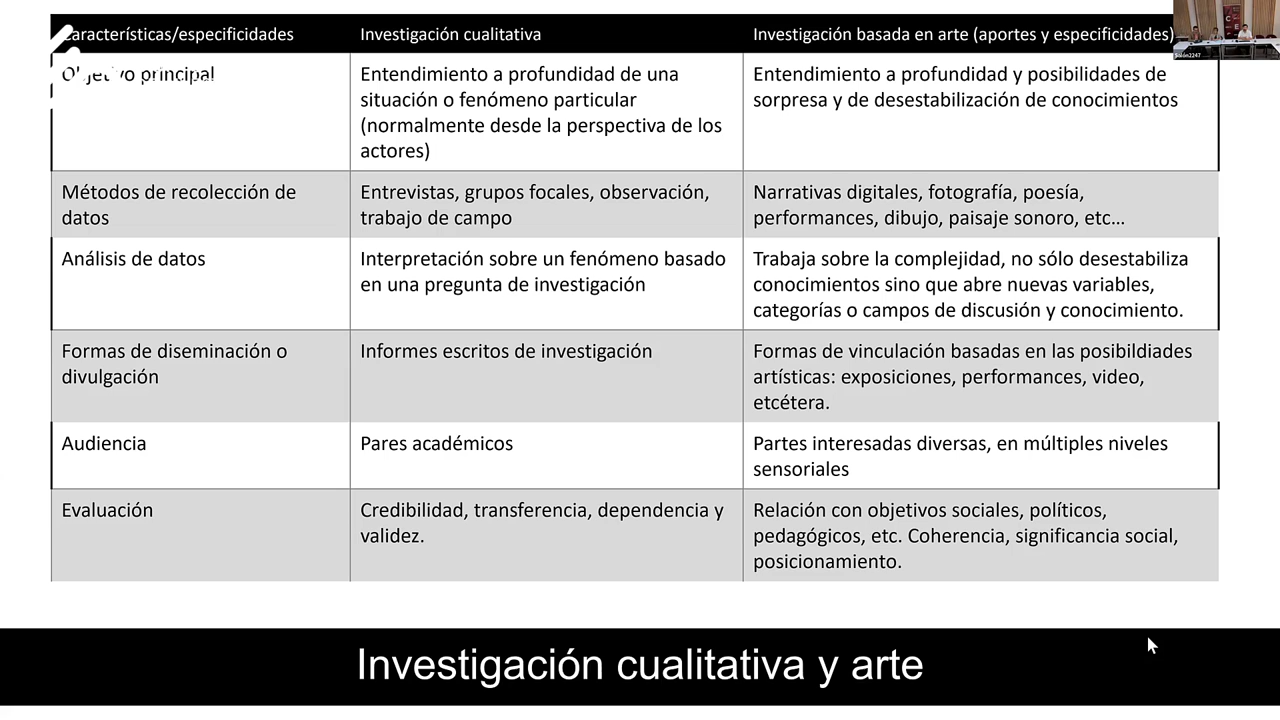 Características/especificidades
Investigación cualitativa
Investigación basada en arte (aportes y especificidades)
Objetivo principal
Entendimiento a profundidad de una
situación o fenómeno particular
(normalmente desde la perspectiva de los
actores)
Entendimiento a profundidad y posibilidades de
sorpresa y de desestabilización de conocimientos
Métodos de recolección de
datos
Entrevistas, grupos focales, observación,
trabajo de campo
Narrativas digitales, fotografía, poesía,
performances, dibujo, paisaje sonoro, etc...
Análisis de datos
Interpretación sobre un fenómeno basado
en una pregunta de investigación
Trabaja sobre la complejidad, no sólo desestabiliza
conocimientos sino que abre nuevas variables,
categorías o campos de discusión y conocimiento.
Formas de diseminación o
divulgación
Informes escritos de investigación
Formas de vinculación basadas en las posibildiades
artísticas: exposiciones, performances, video,
etcétera.
Audiencia
Pares académicos
Partes interesadas diversas, en múltiples niveles
sensoriales
Evaluación
Credibilidad, transferencia, dependencia y
validez.
Relación con objetivos sociales, políticos,
pedagógicos, etc. Coherencia, significancia social,
posicionamiento.
Investigación cualitativa y arte